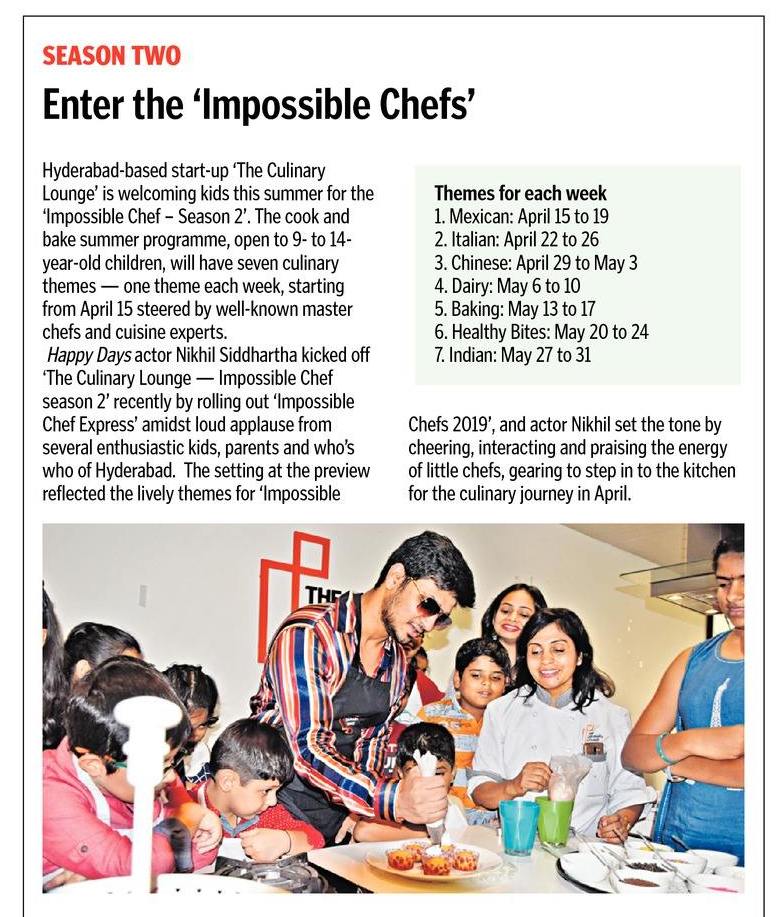 SEASON TWO
Enter the ‘Impossible Chefs’
Hyderabad-based start-up ‘The Culinary
Lounge’ is welcoming kids this summer for the
‘Impossible Chef – Season 2’. The cook and
bake summer programme, open to 9- to 14-
year-old children, will have seven culinary
themes — one theme each week, starting
from April 15 steered by well-known master
chefs and cuisine experts.
Happy Days actor Nikhil Siddhartha kicked off
‘The Culinary Lounge — Impossible Chef
season 2’ recently by rolling out ‘Impossible
Chef Express’ amidst loud applause from
several enthusiastic kids, parents and who’s
who of Hyderabad. The setting at the preview
reflected the lively themes for ‘Impossible
Themes for each week
1. Mexican: April 15 to 19
2. Italian: April 22 to 26
3. Chinese: April 29 to May 3
4. Dairy: May 6 to 10
5. Baking: May 13 to 17
6. Healthy Bites: May 20 to 24
7. Indian: May 27 to 31
Chefs 2019’, and actor Nikhil set the tone by
cheering, interacting and praising the energy
of little chefs, gearing to step in to the kitchen
for the culinary journey in April.
THE